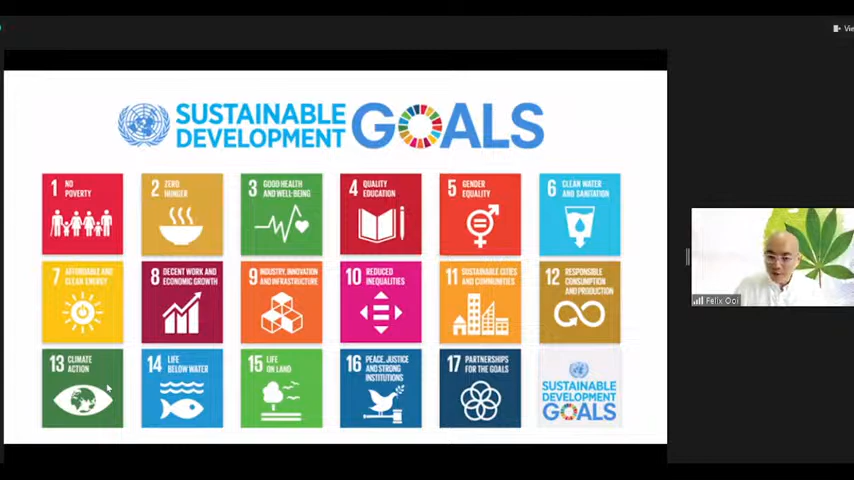 Vie
SUSTAINABLE
DEVELOPMENT
GOALS
1 NO
POVERTY
2 ZERO
HUNGER
3 GOOD HEALTH
AND WELL-BEING
4 QUALITY
EDUCATION
5 GENDER
EQUALITY
6 CLEAN WATER
AND SANITATION
7 AFFORDABLE AND
CLEAN ENERGY
8 DECENT WORK AND
ECONOMIC GROWTH
9 INDUSTRY, INNOVATION
AND INFRASTRUCTURE
10 REDUCED
INEQUALITIES
11 SUSTAINABLE CITIES
AND COMMUNITIES
12 RESPONSIBLE
CONSUMPTION
AND PRODUCTION
13 CLIMATE
ACTION
14 LIFE
BELOW WATER
15 LIFE
ON LAND
16 PEACE, JUSTICE
AND STRONG
INSTITUTIONS
17 PARTNERSHIPS
FOR THE GOALS
SUSTAINABLE
DEVELOPMENT
GOALS
Felix Ooi